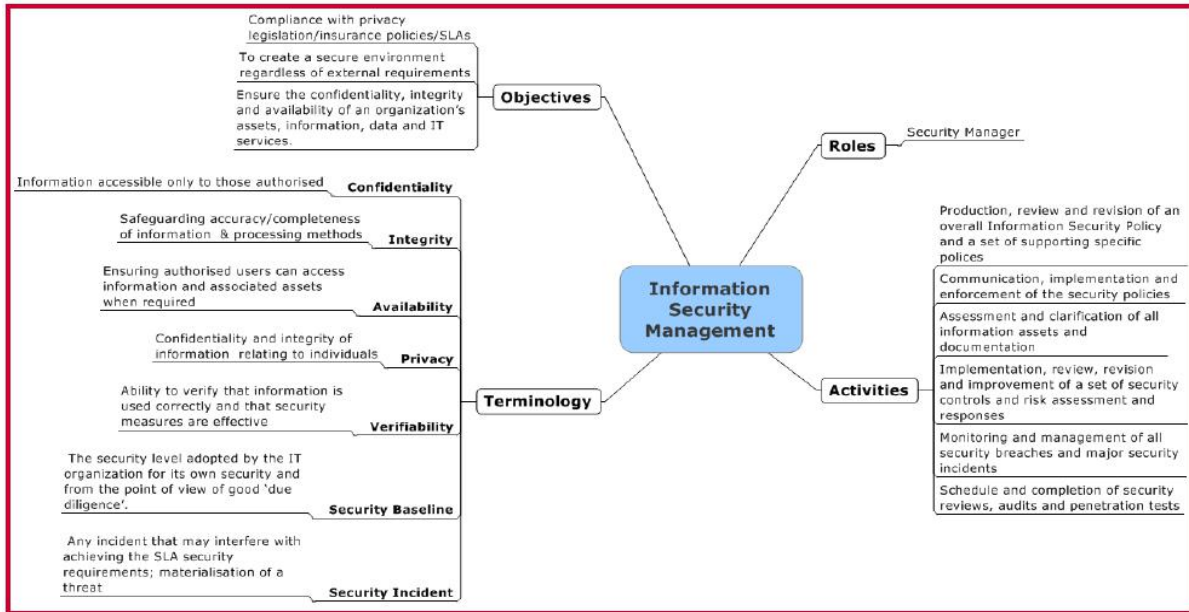 Compliance with privacy
legislation/insurance policies/SLAs
To create a secure environment
regardless of external requirements
Ensure the confidentiality, integrity
and availability of an organization's
assets, information, data and IT
services.
Objectives
Roles
Security Manager
Information accessible only to those authorised
Confidentiality
Safeguarding accuracy/completeness
of information & processing methods
Integrity
Ensuring authorised users can access
information and associated assets
when required
Availability
Confidentiality and integrity of
information relating to individuals
Privacy
Ability to verify that information is
used correctly and that security
measures are effective
Verifiability
The security level adopted by the IT
organization for its own security and
from the point of view of good ‘due
diligence’.
Security Baseline
Any incident that may interfere with
achieving the SLA security
requirements; materialisation of a
threat
Security Incident
Terminology
Information
Security
Management
Activities
Production, review and revision of an
overall Information Security Policy
and a set of supporting specific
polices
Communication, implementation and
enforcement of the security policies
Assessment and clarification of all
information assets and
documentation
Implementation, review, revision
and improvement of a set of security
controls and risk assessment and
responses
Monitoring and management of all
security breaches and major security
incidents
Schedule and completion of security
reviews, audits and penetration tests